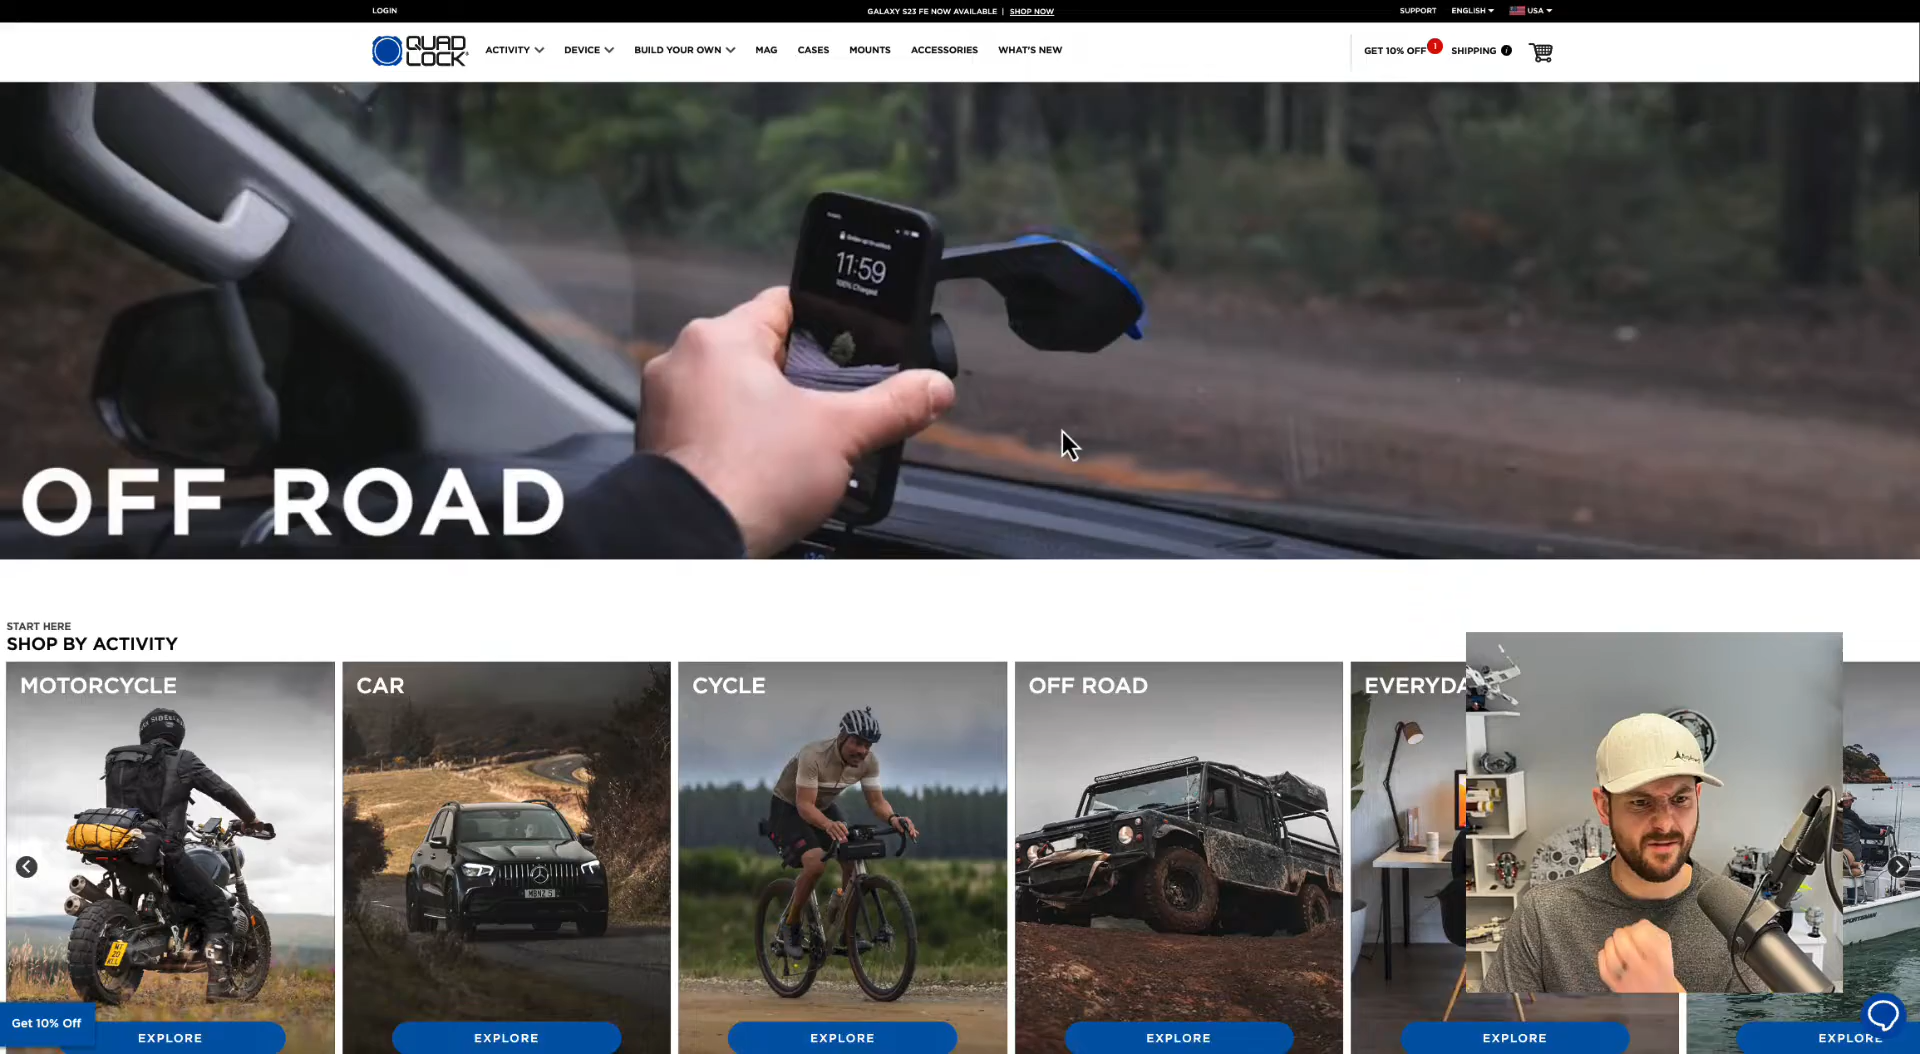 LOGIN
GALAXY S23 FE NOW AVAILABLE | SHOP NOW
SUPPORT ENGLISH USA
QUAD LOCK
ACTIVITY DEVICE BUILD YOUR OWN MAG CASES MOUNTS ACCESSORIES WHAT'S NEW
GET 10% OFF 1 SHIPPING i
11:59
100% Charged
OFF ROAD
START HERE
SHOP BY ACTIVITY
MOTORCYCLE CAR CYCLE OFF ROAD EVERYDA
Get 10% Off
EXPLORE EXPLORE EXPLORE EXPLORE EXPLORE EXPLORE